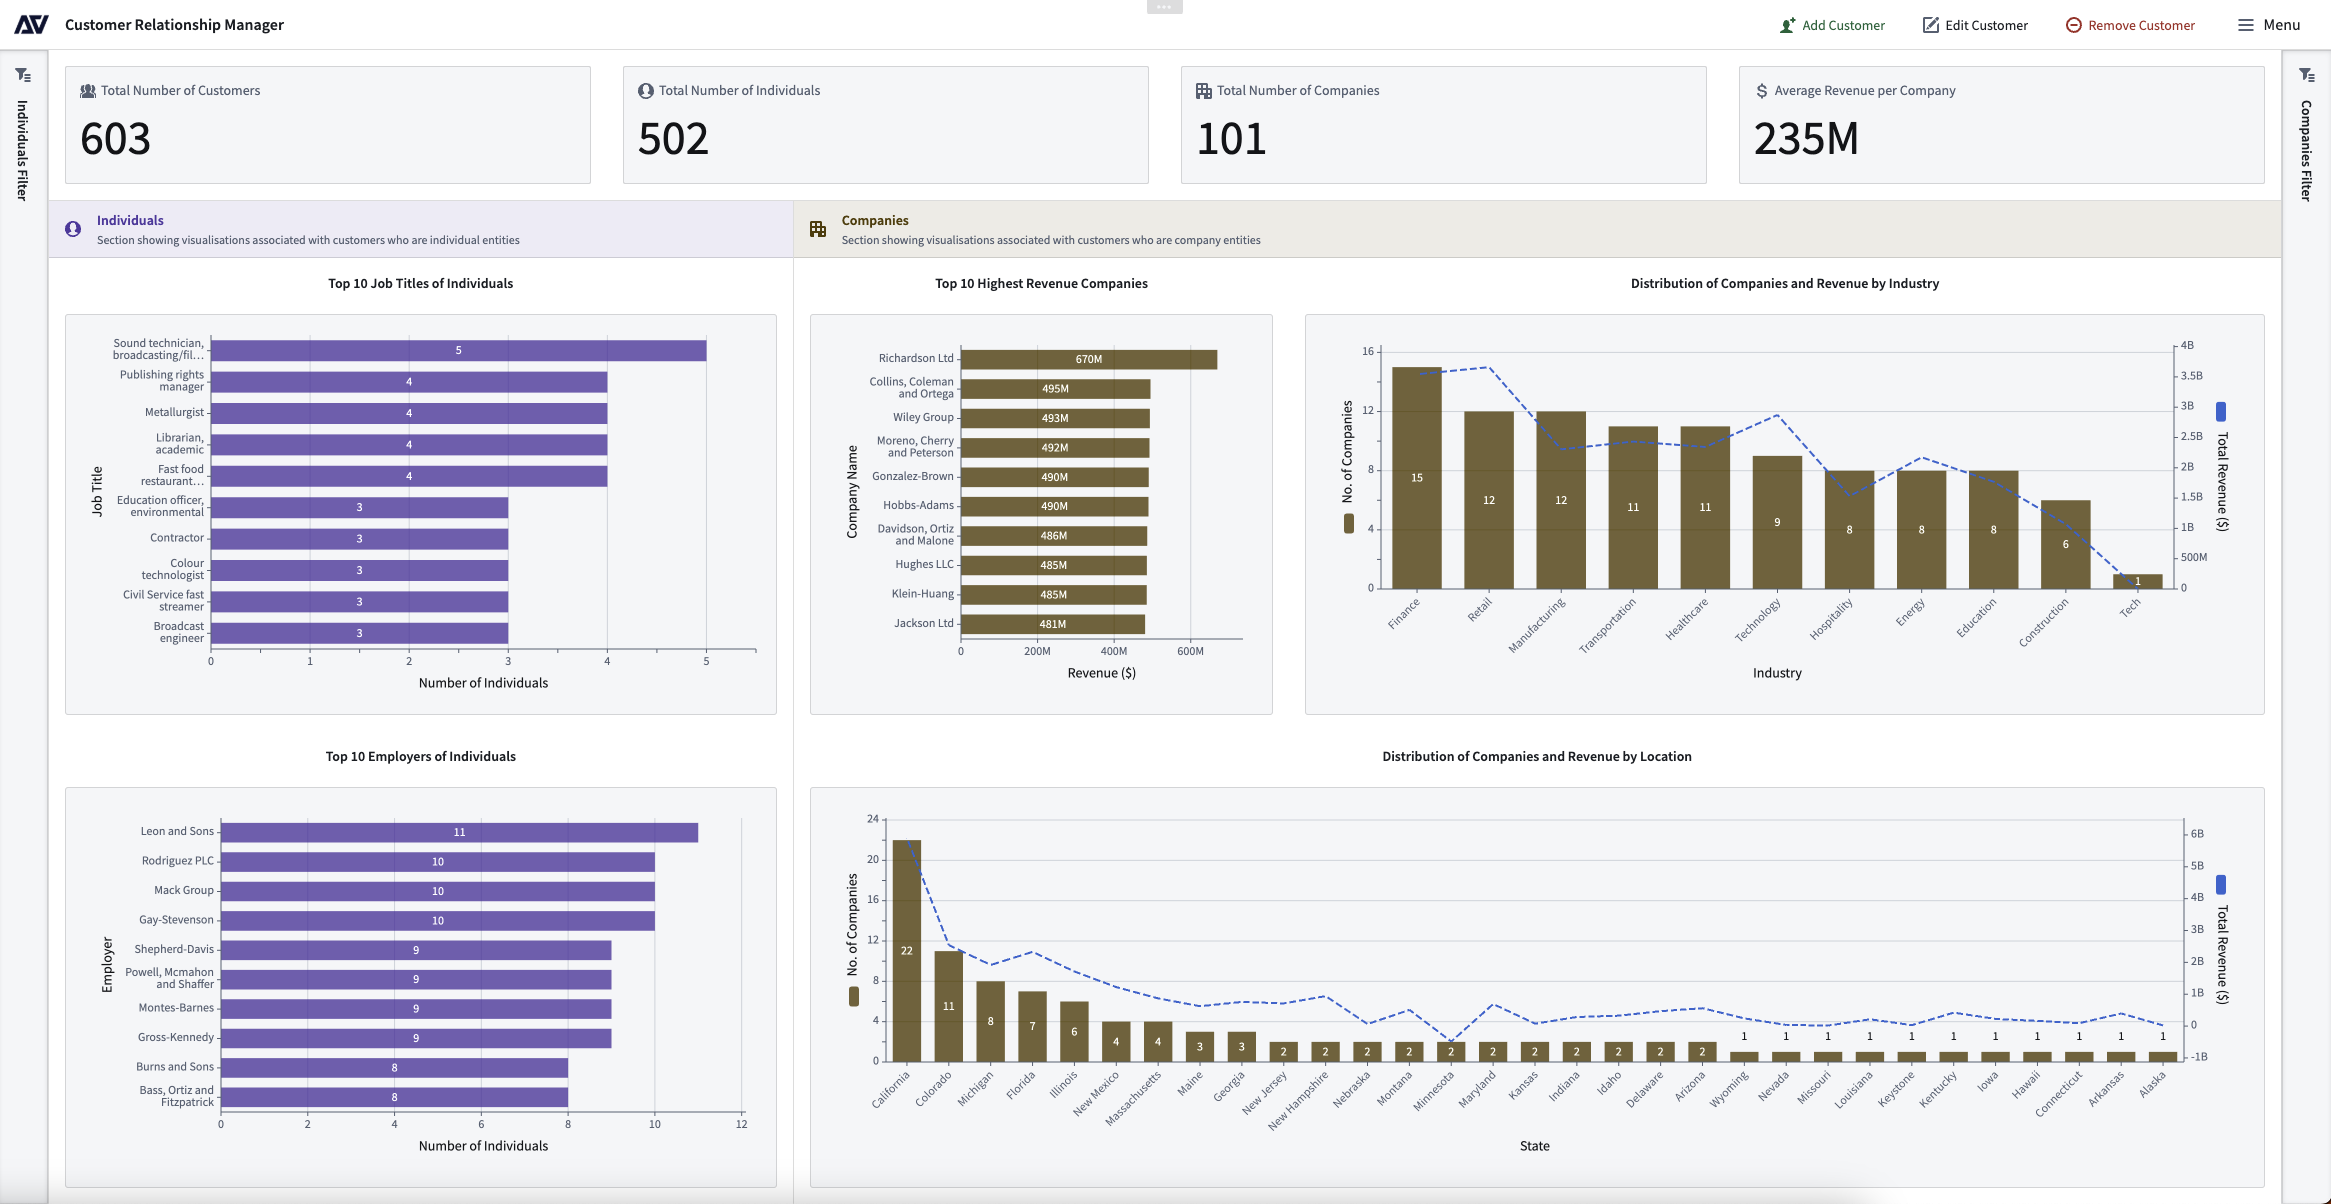 Customer Relationship Manager
Add Customer
Edit Customer
Remove Customer
Menu
Individuals Filter
Total Number of Customers
603
Total Number of Individuals
502
Total Number of Companies
101
Average Revenue per Company
235M
Companies Filter
Individuals
Section showing visualisations associated with customers who are individual entities
Companies
Section showing visualisations associated with customers who are company entities
Top 10 Job Titles of Individuals
Job Title
Sound technician,
broadcasting/fil...
5
Publishing rights
manager
4
Metallurgist
4
Librarian,
academic
4
Fast food
restaurant...
4
Education officer,
environmental
3
Contractor
3
Colour
technologist
3
Civil Service fast
streamer
3
Broadcast
engineer
3
0 1 2 3 4 5
Number of Individuals
Top 10 Highest Revenue Companies
Company Name
Richardson Ltd
670M
Collins, Coleman
and Ortega
495M
Wiley Group
493M
Moreno, Cherry
and Peterson
492M
Gonzalez-Brown
490M
Hobbs-Adams
490M
Davidson, Ortiz
and Malone
486M
Hughes LLC
485M
Klein-Huang
485M
Jackson Ltd
481M
0 200M 400M 600M
Revenue ($)
Distribution of Companies and Revenue by Industry
No. of Companies
16
12
8
4
0
15 12 12 11 11 9 8 8 8 6 1
4B
3.5B
3B
2.5B
2B
1.5B
1B
500M
0
Total Revenue ($)
Finance
Retail
Manufacturing
Transportation
Healthcare
Technology
Hospitality
Energy
Education
Construction
Tech
Industry
Top 10 Employers of Individuals
Employer
Leon and Sons
11
Rodriguez PLC
10
Mack Group
10
Gay-Stevenson
10
Shepherd-Davis
9
Powell, Mcmahon
and Shaffer
9
Montes-Barnes
9
Gross-Kennedy
9
Burns and Sons
8
Bass, Ortiz and
Fitzpatrick
8
0 2 4 6 8 10 12
Number of Individuals
Distribution of Companies and Revenue by Location
No. of Companies
24
20
16
12
8
4
0
22 11 8 7 6 4 4 3 3 2 2 2 2 2 2 2 2 2 2 2 1 1 1 1 1 1 1 1 1 1 1
6B
5B
4B
3B
2B
1B
0
-1B
Total Revenue ($)
California
Colorado
Michigan
Florida
Illinois
New Mexico
Massachusetts
Maine
Georgia
New Jersey
New Hampshire
Nebraska
Montana
Minnesota
Maryland
Kansas
Indiana
Idaho
Delaware
Arizona
Wyoming
Nevada
Missouri
Louisiana
Keystone
Kentucky
Iowa
Hawaii
Connecticut
Arkansas
Alaska
State